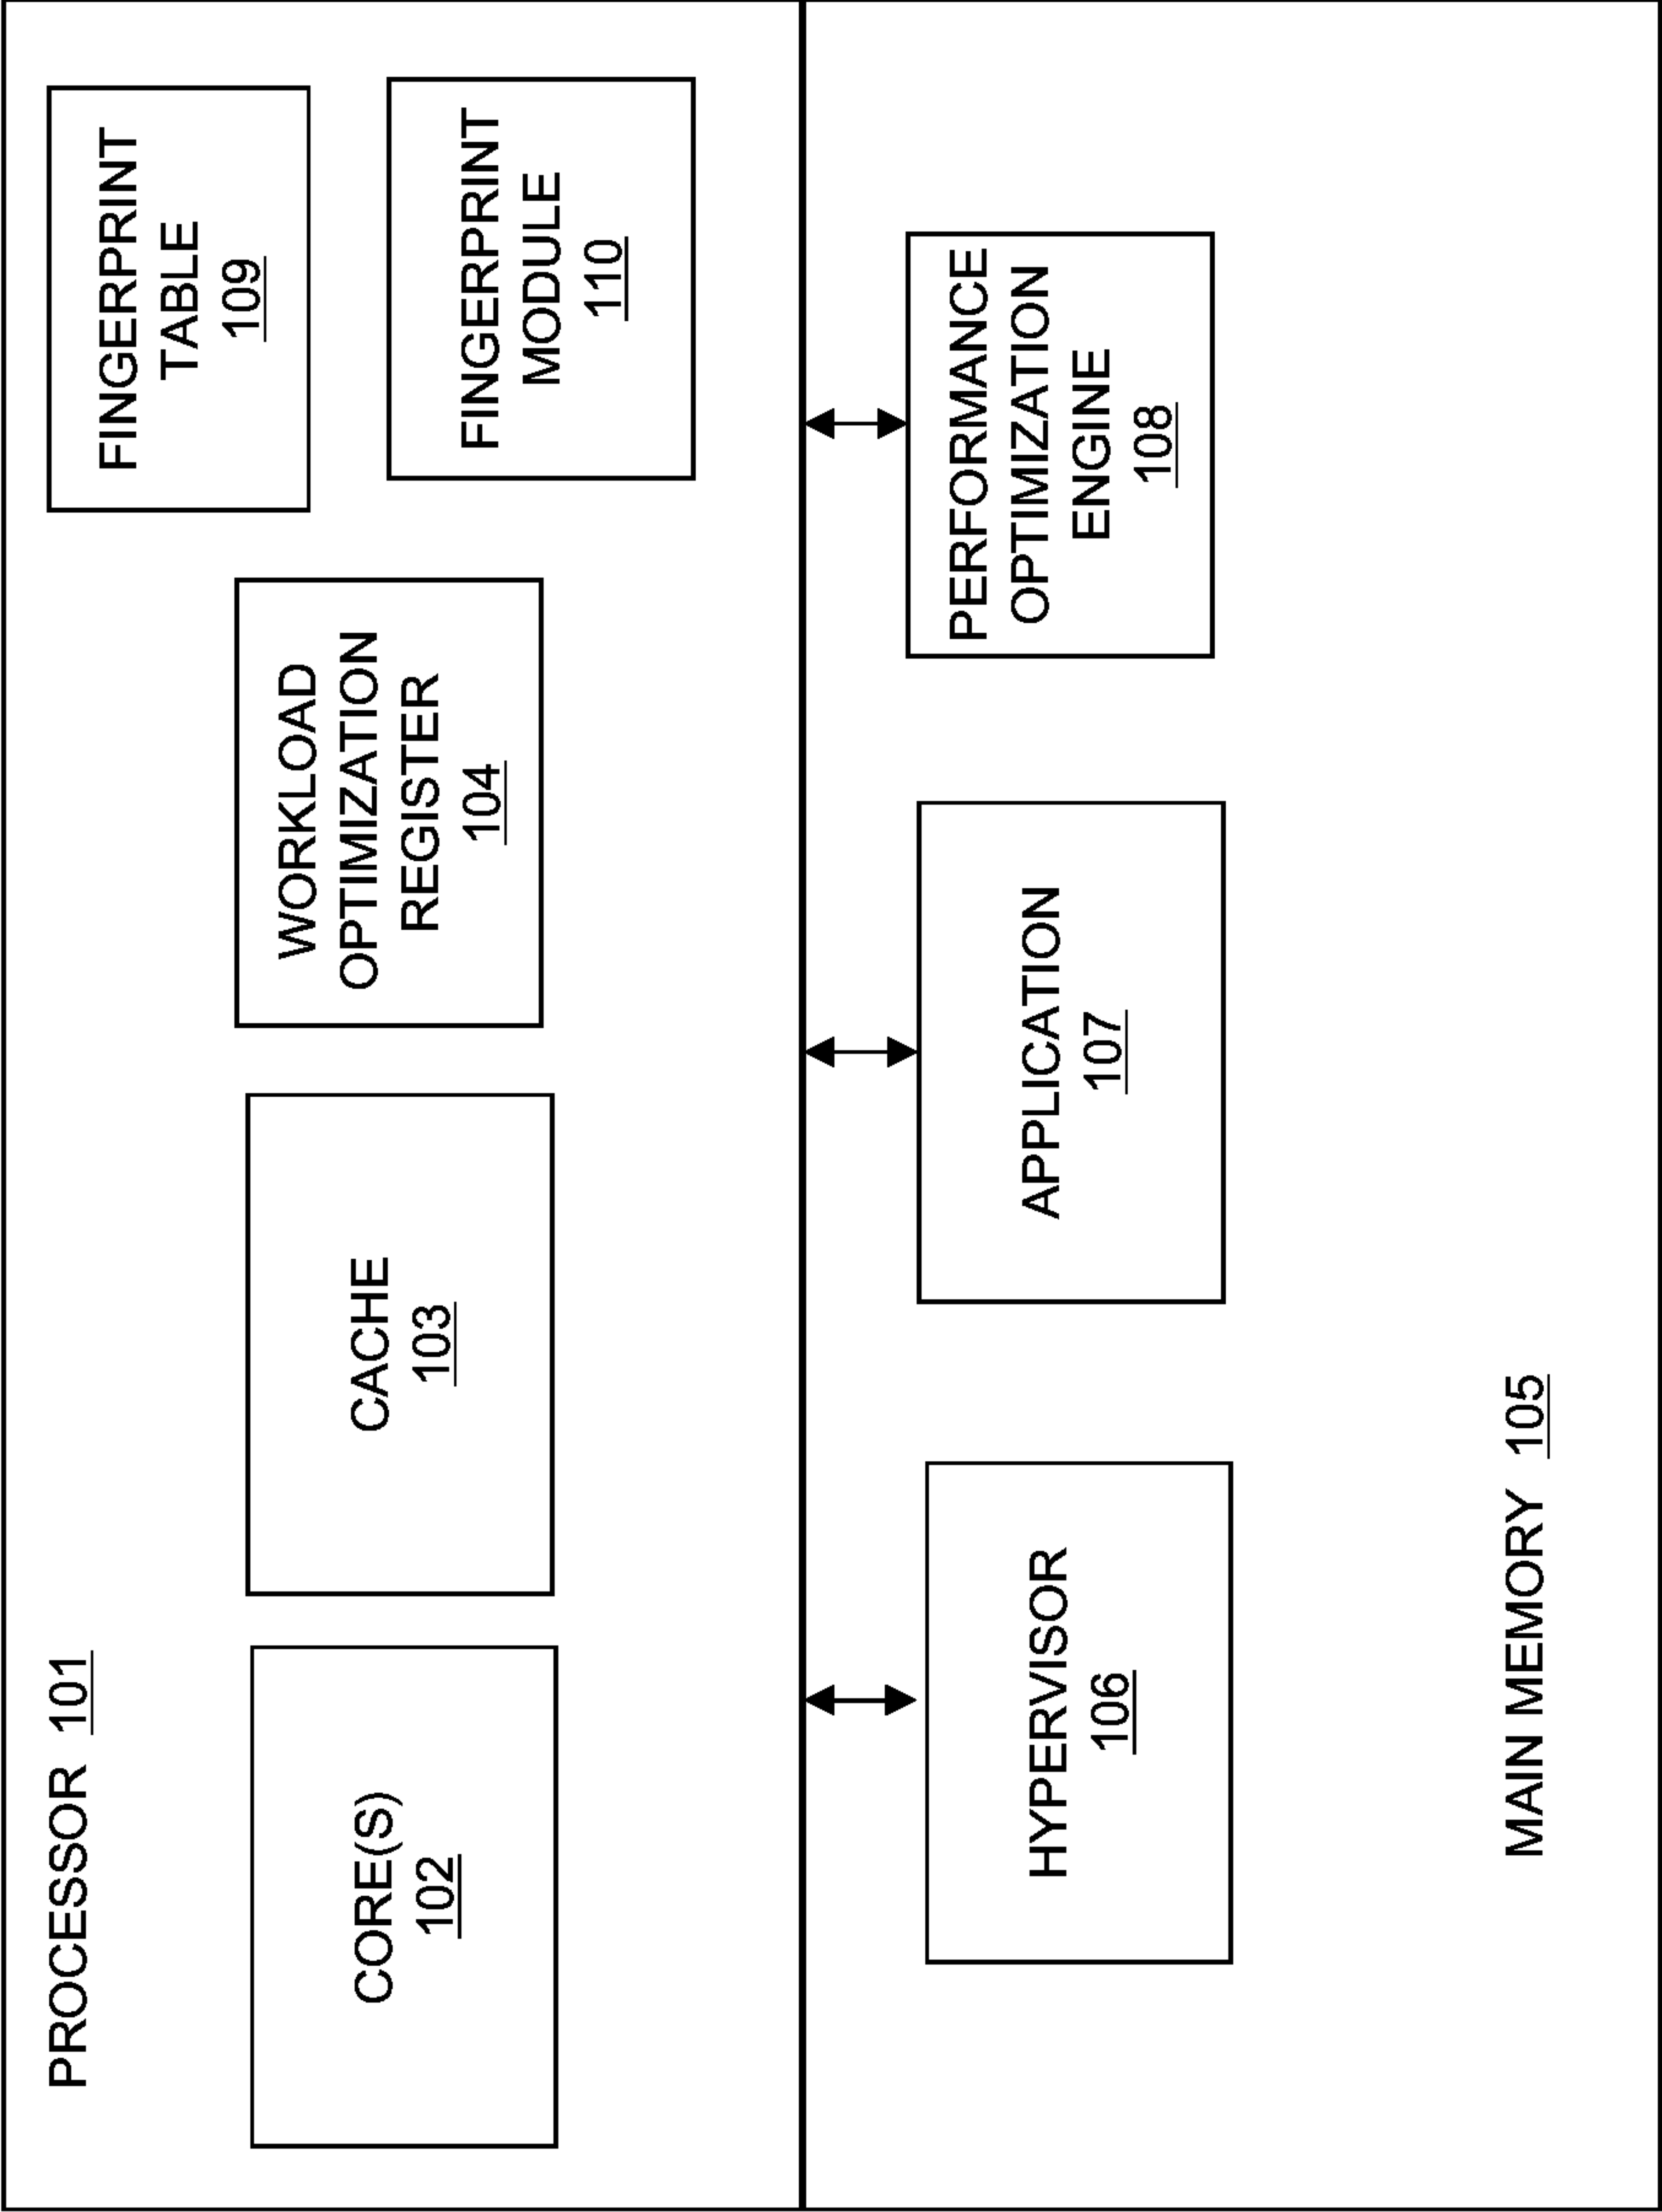 PROCESSOR 101
CORE(S)
102
CACHE
103
WORKLOAD
OPTIMIZATION
REGISTER
104
FINGERPRINT
TABLE
109
FINGERPRINT
MODULE
110
HYPERVISOR
106
APPLICATION
107
PERFORMANCE
OPTIMIZATION
ENGINE
108
MAIN MEMORY 105